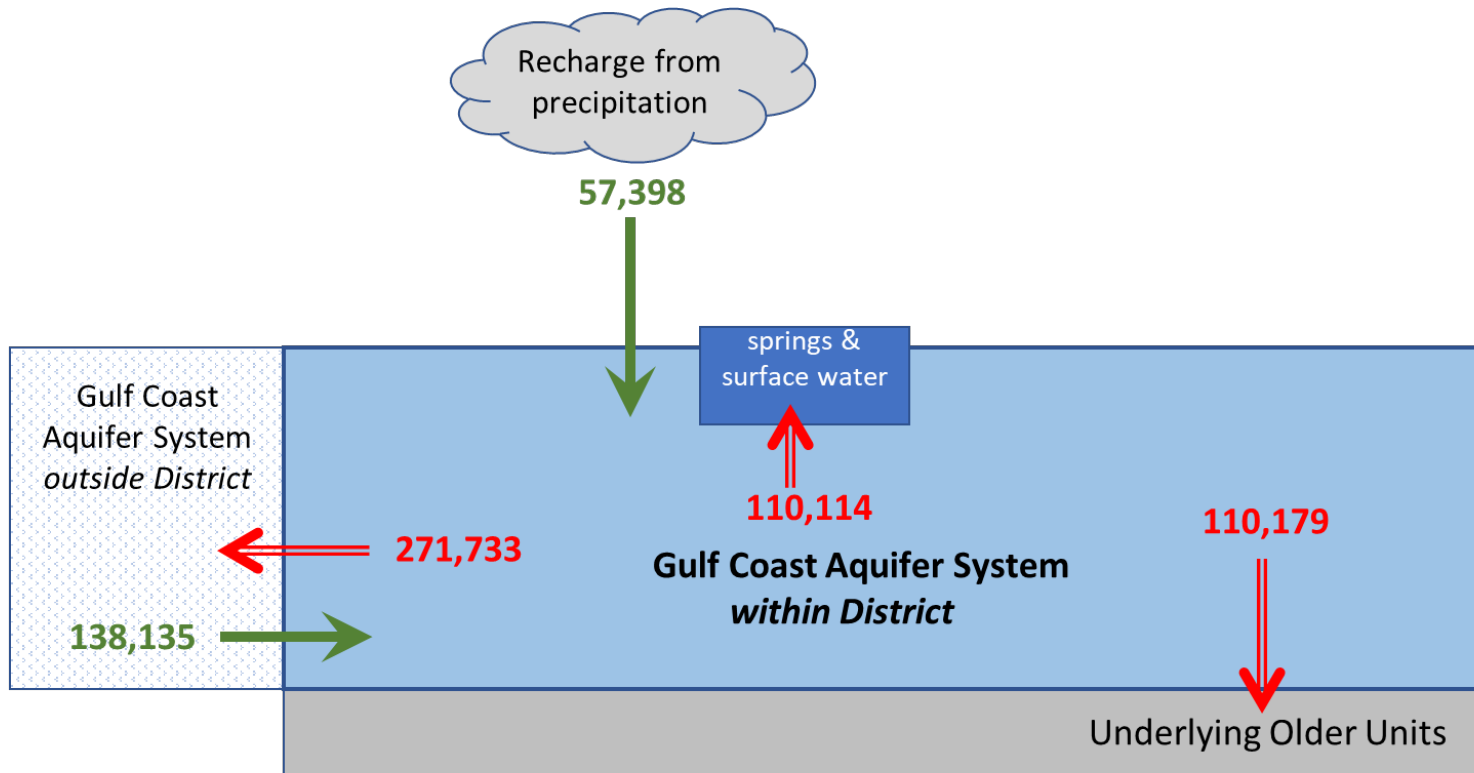 Recharge from
precipitation
57,398
springs &
surface water
Gulf Coast
Aquifer System
outside District
110,114
110,179
271,733
Gulf Coast Aquifer System
within District
138,135
Underlying Older Units